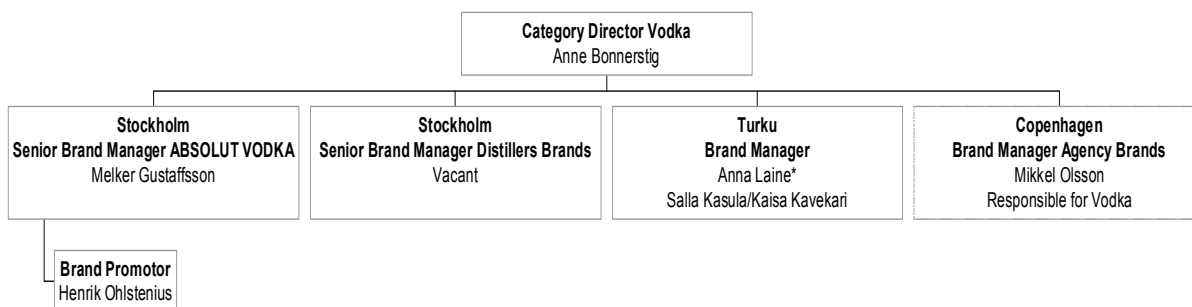 Category Director Vodka
Anne Bonnerstig
Stockholm
Senior Brand Manager ABSOLUT VODKA
Melker Gustaffsson
Stockholm
Senior Brand Manager Distillers Brands
Vacant
Turku
Brand Manager
Anna Laine*
Salla Kasula/Kaisa Kavekari
Copenhagen
Brand Manager Agency Brands
Mikkel Olsson
Responsible for Vodka
Brand Promotor
Henrik Ohlstenius